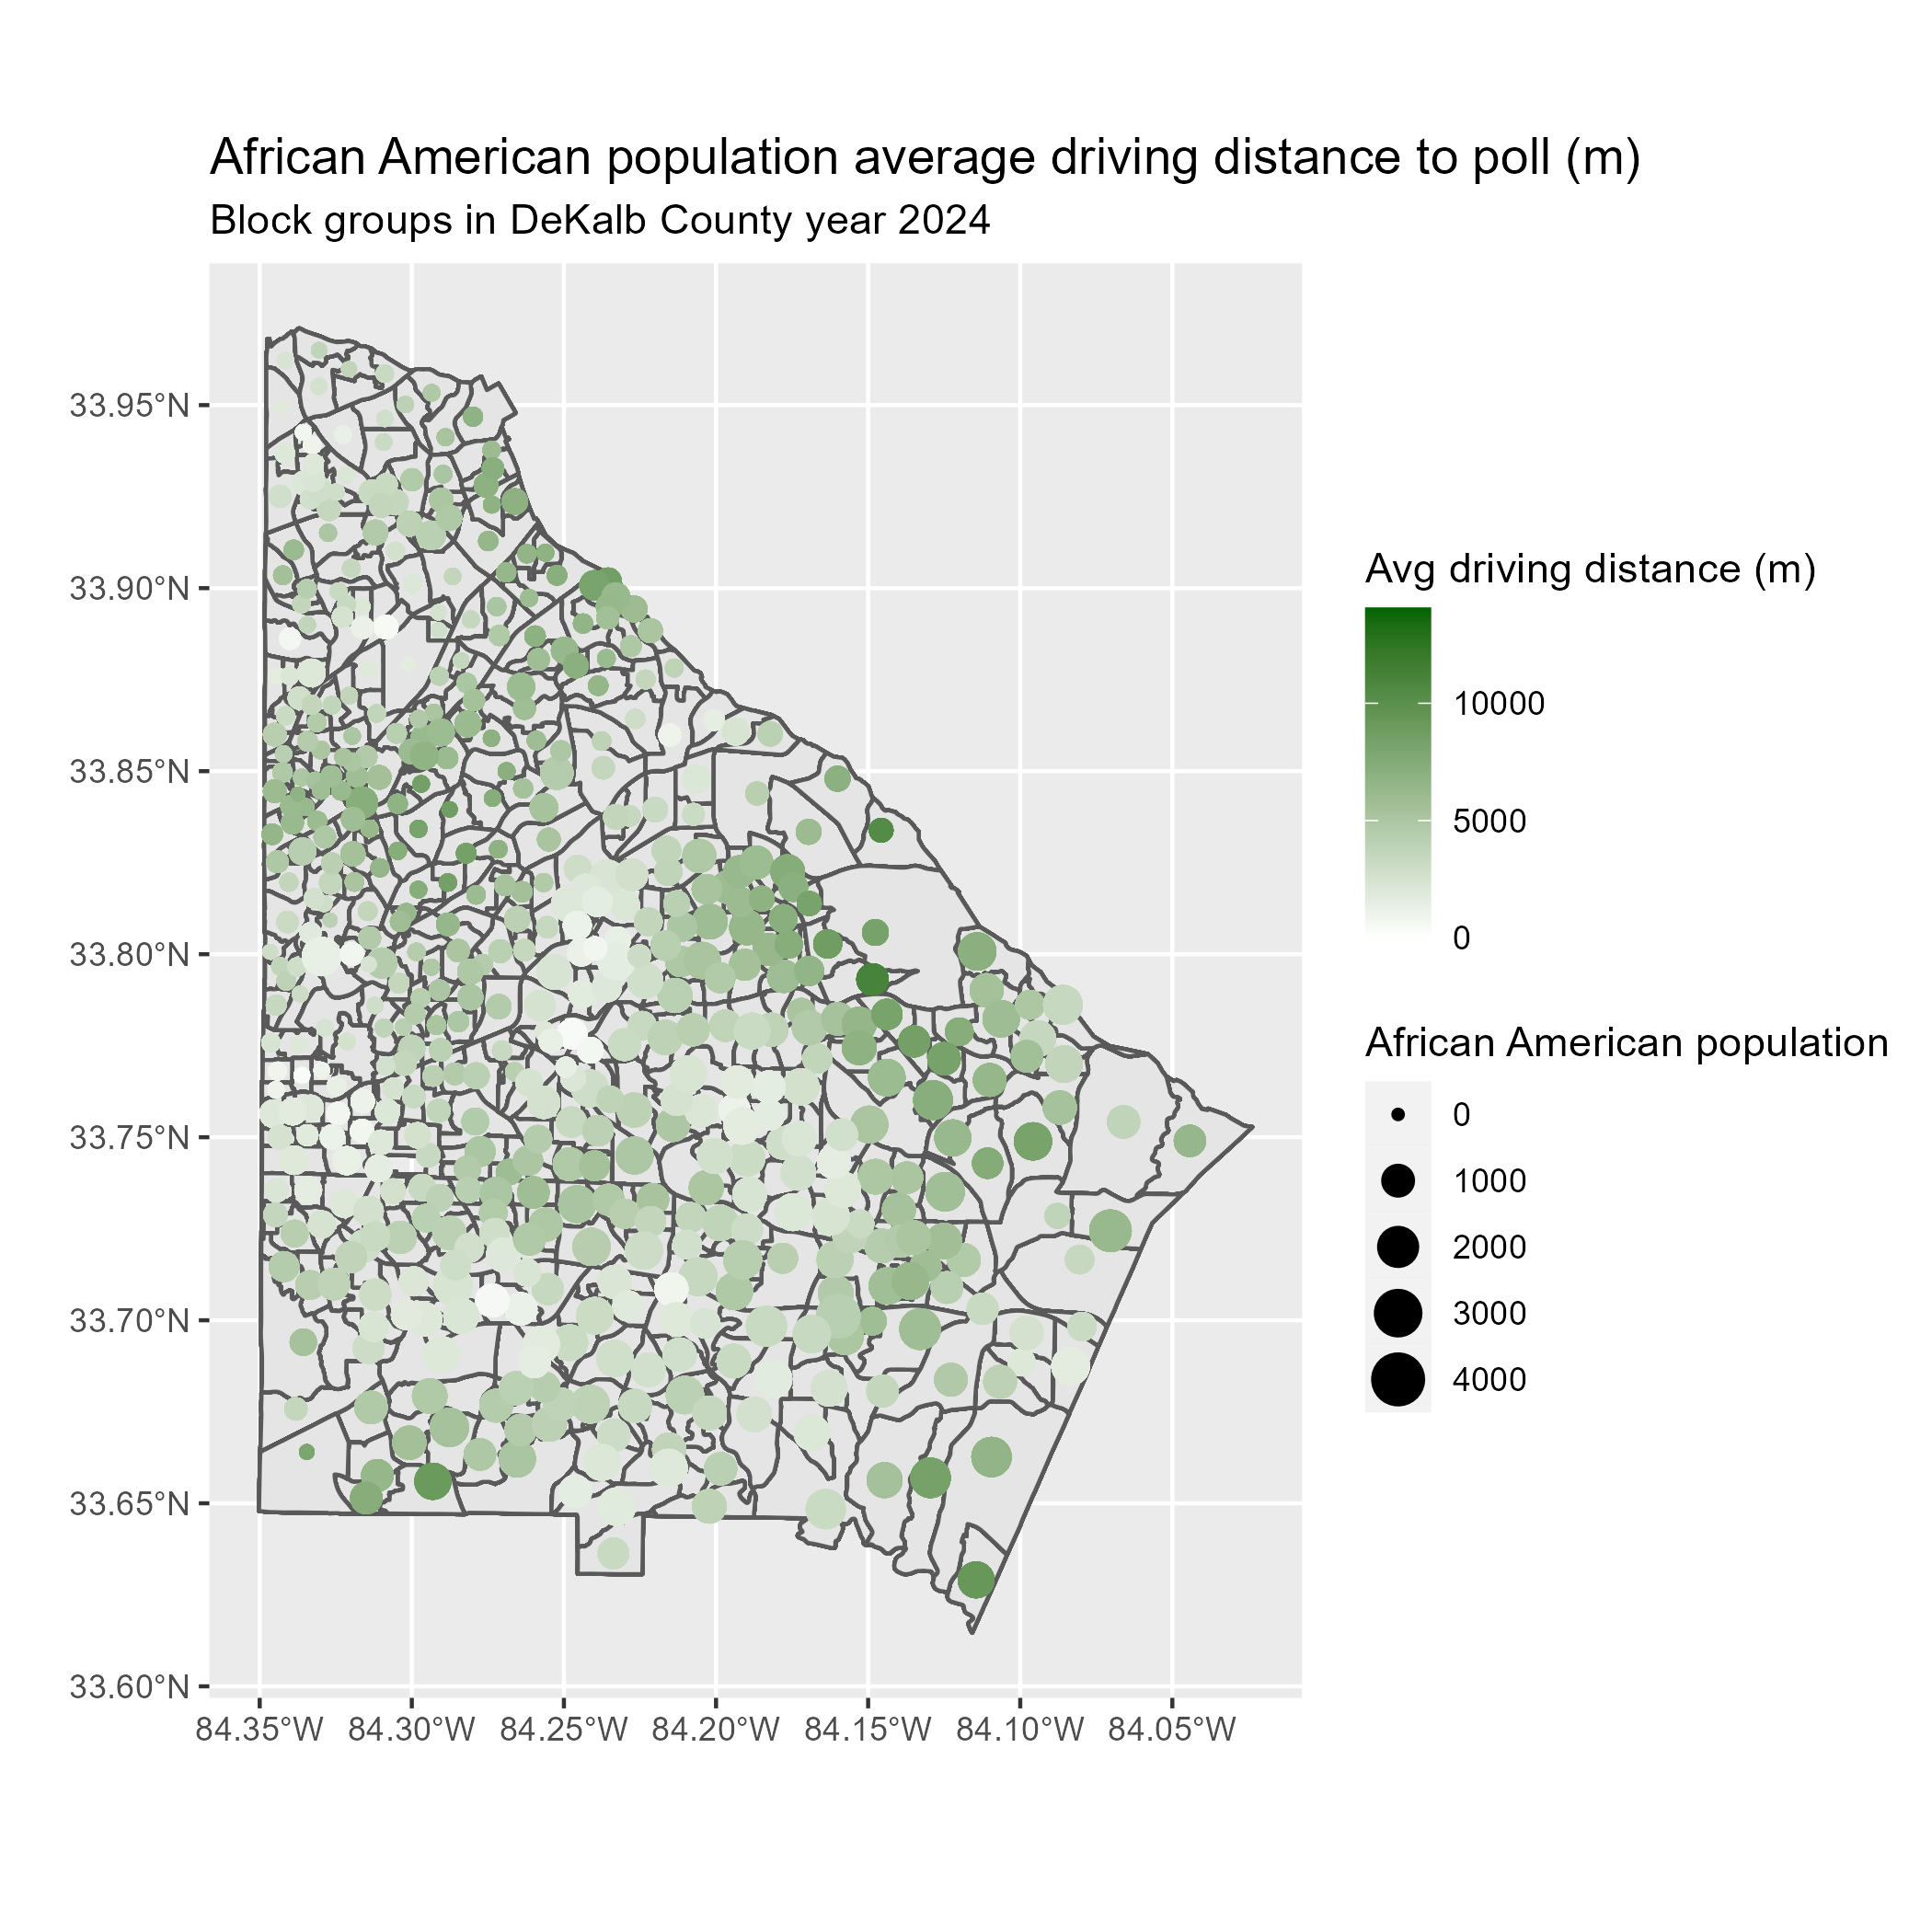 African American population average driving distance to poll (m)
Block groups in DeKalb County year 2024
33.95°N
33.90°N
33.85°N
33.80°N
33.75°N
33.70°N
33.65°N
33.60°N
84.35°W 84.30°W 84.25°W 84.20°W 84.15°W 84.10°W 84.05°W
Avg driving distance (m)
10000
5000
0
African American population
0
1000
2000
3000
4000